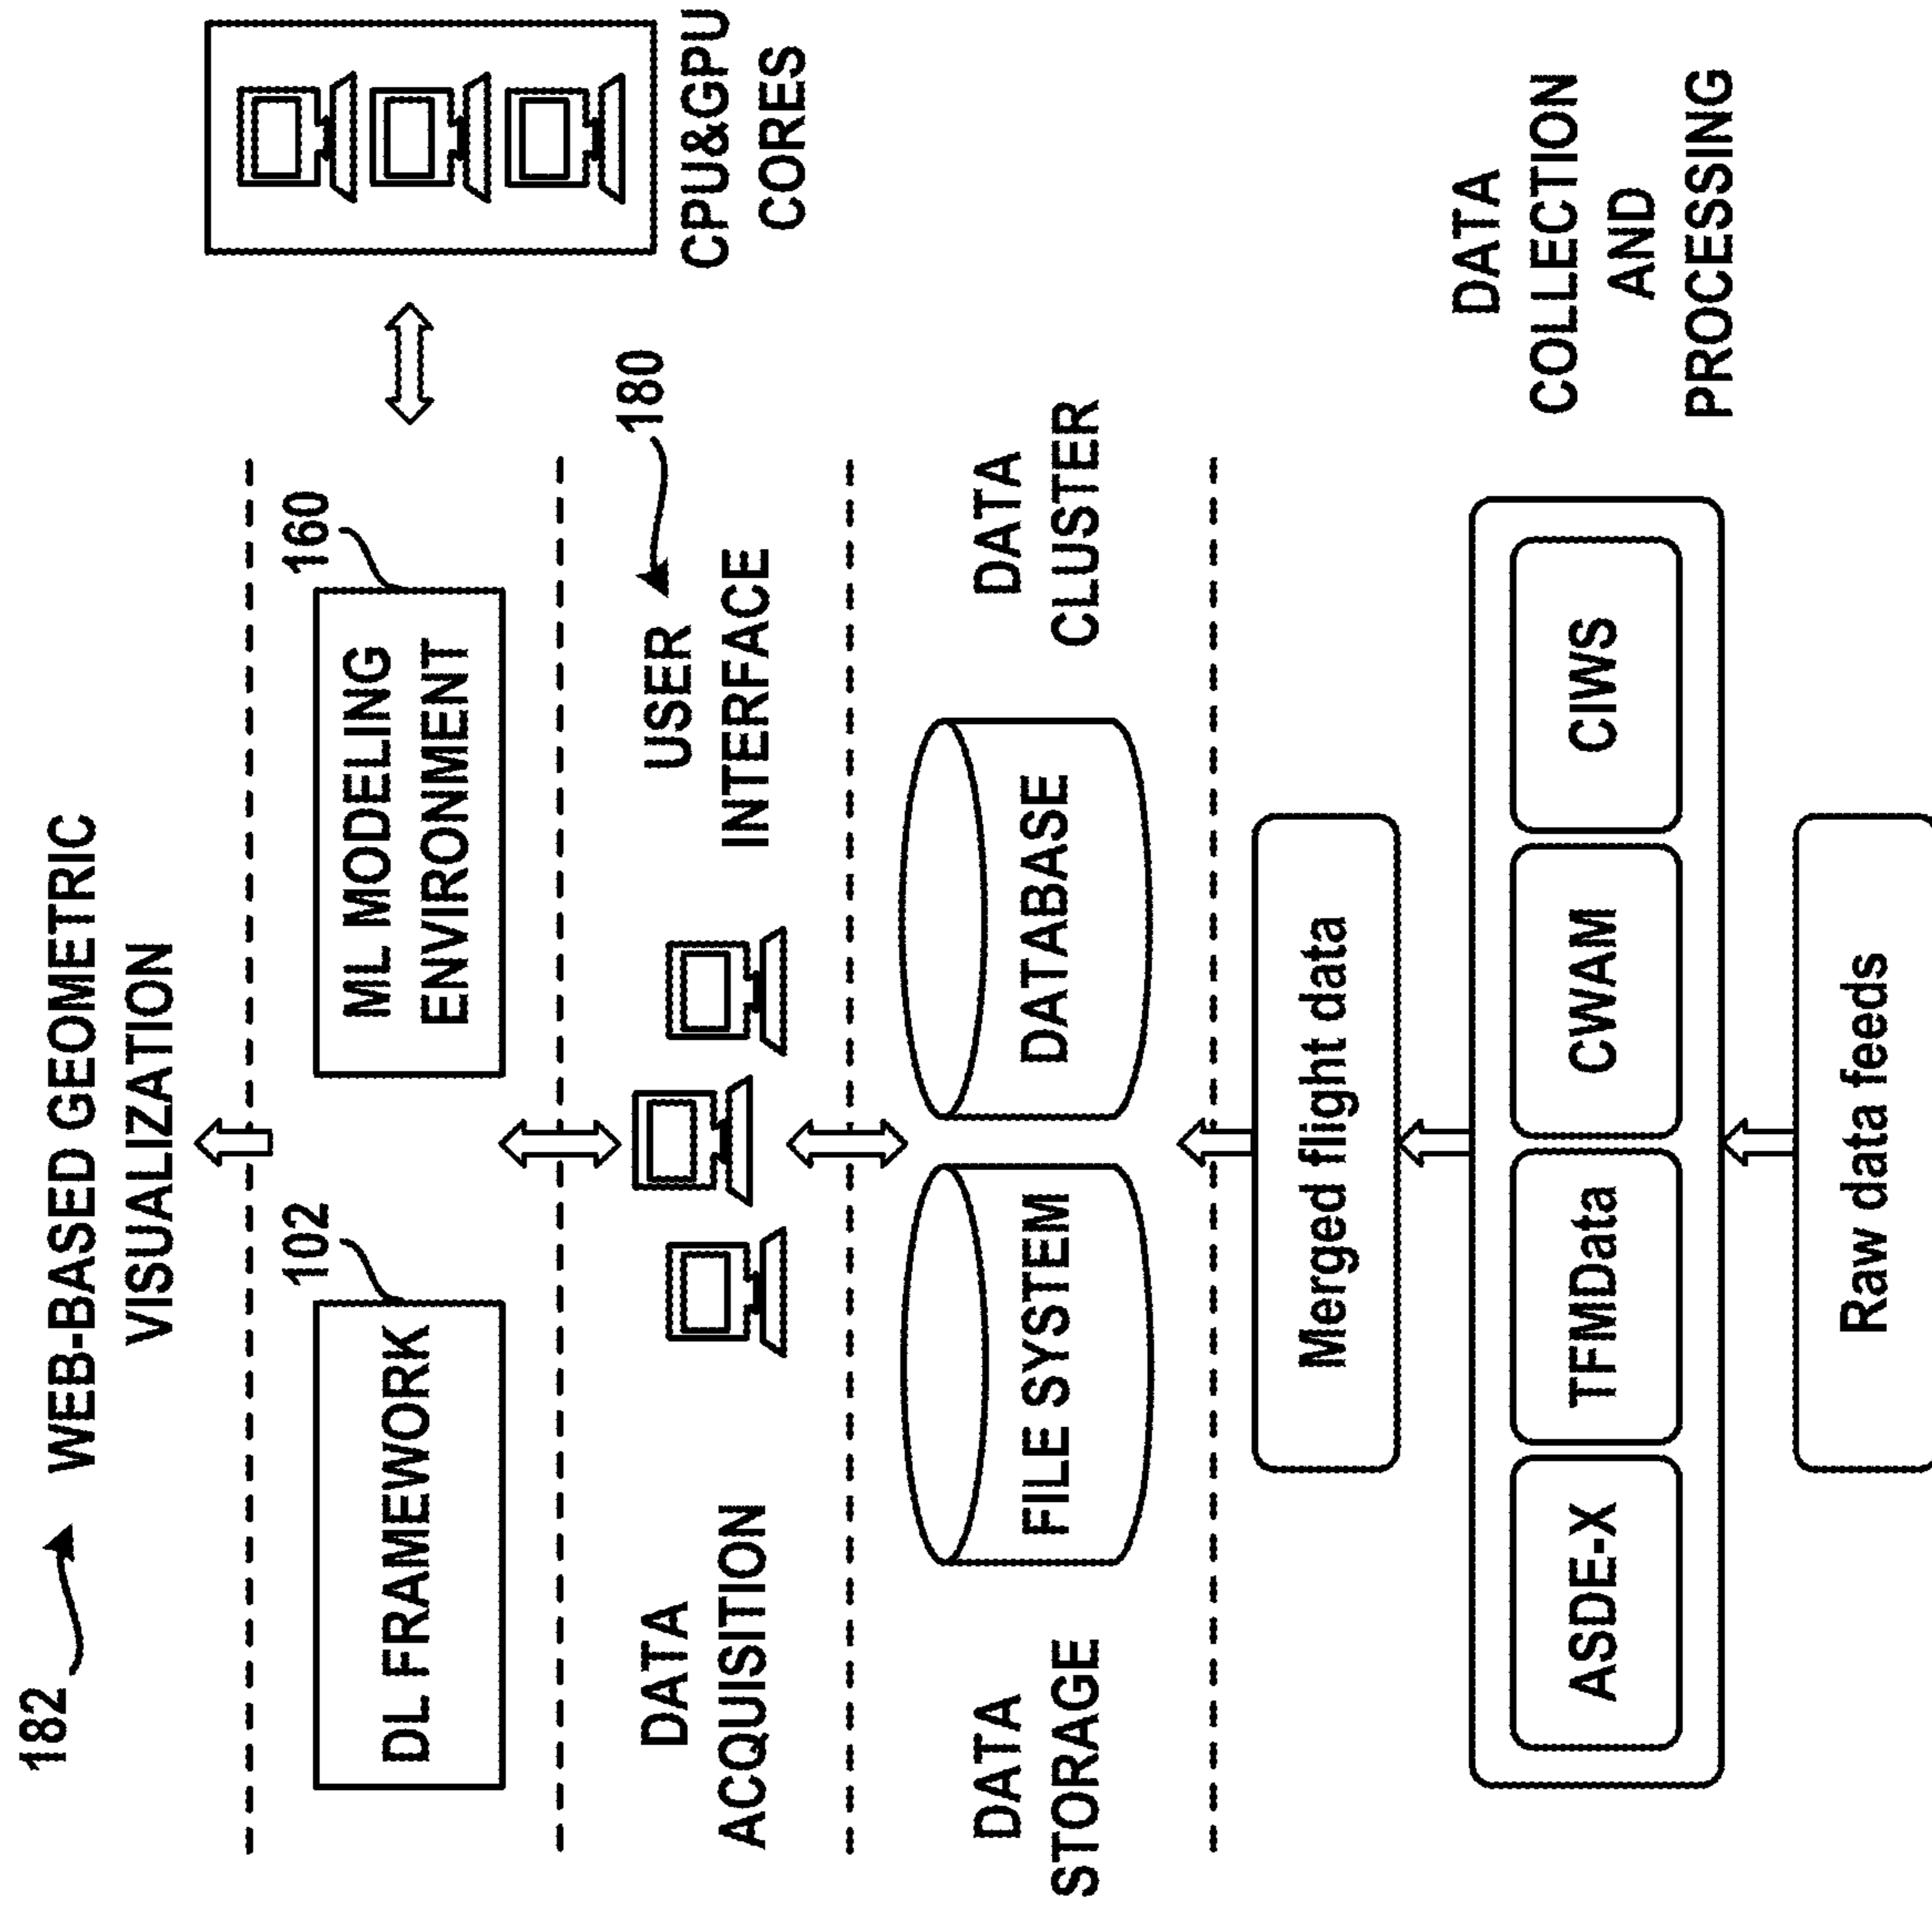 182
WEB-BASED GEOMETRIC
VISUALIZATION
102
160
DL FRAMEWORK
ML MODELING
ENVIRONMENT
CPU&GPU
CORES
180
DATA
ACQUISITION
USER
INTERFACE
DATA
STORAGE
FILE SYSTEM
DATABASE
DATA
CLUSTER
Merged flight data
DATA
COLLECTION
AND
PROCESSING
ASDE-X
TFMData
CWAM
CIWS
Raw data feeds